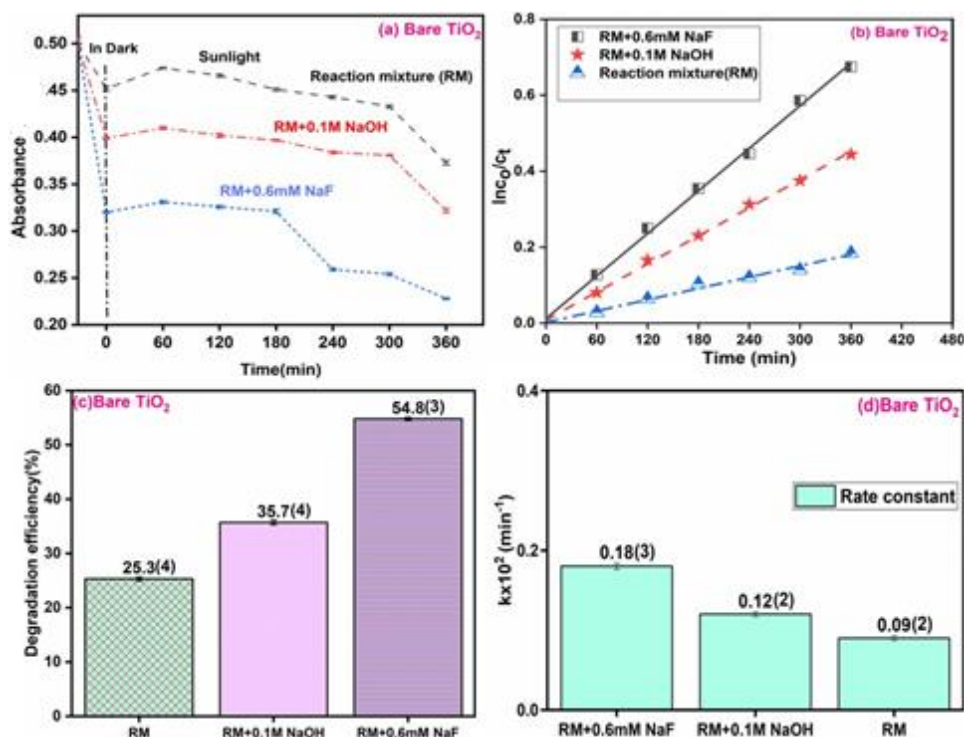 (a) Bare TiO₂
0.50
0.45
0.40
0.35
0.30
0.25
0.20
Absorbance
In Dark
Sunlight
Reaction mixture (RM)
RM+0.1M NaOH
RM+0.6mM NaF
0 60 120 180 240 300 360
Time(min)
(b) Bare TiO₂
RM+0.6mM NaF
RM+0.1M NaOH
Reaction mixture(RM)
0.8
0.6
0.4
0.2
0.0
lnc₀/cₜ
0 60 120 180 240 300 360 420 480
Time (min)
(c)Bare TiO₂
60
50
40
30
20
10
0
Degradation efficiency(%)
25.3(4)
35.7(4)
54.8(3)
RM RM+0.1M NaOH RM+0.6mM NaF
(d)Bare TiO₂
0.4
0.2
0.0
kx10² (min⁻¹)
Rate constant
0.18(3)
0.12(2)
0.09(2)
RM+0.6mM NaF RM+0.1M NaOH RM